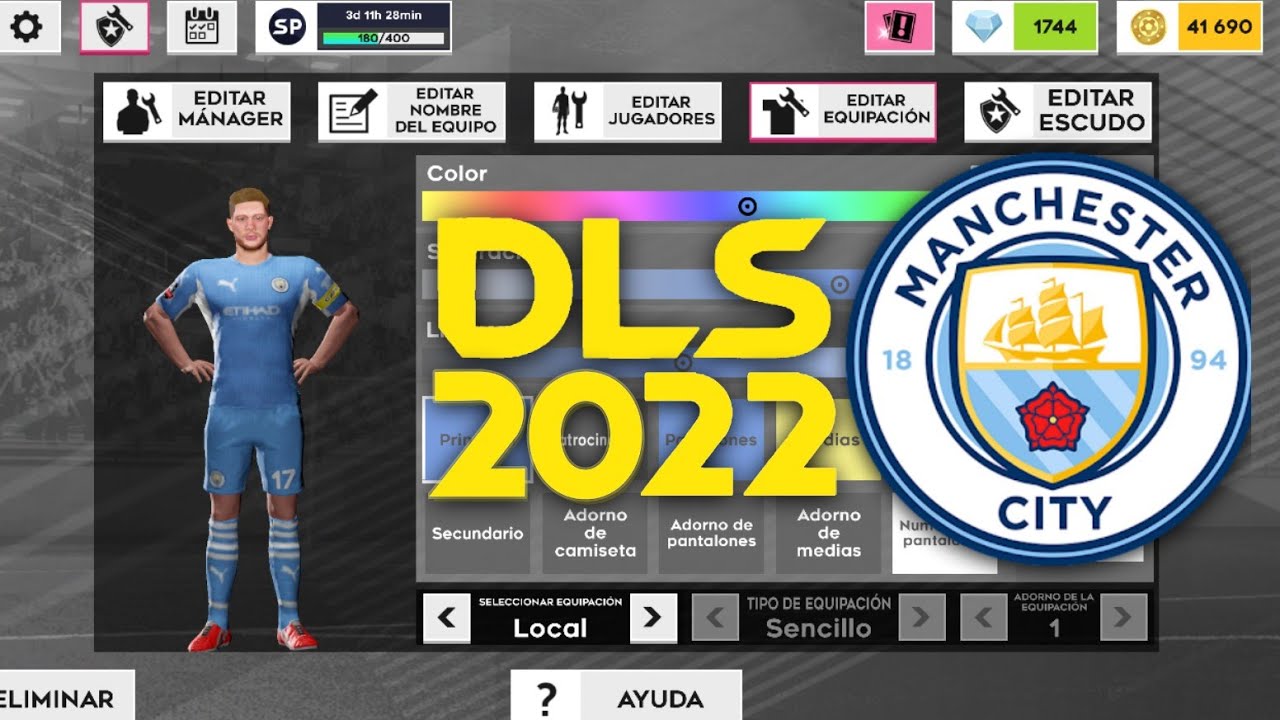 SP
3d 11h 28min
180/400
1744
41 690
EDITAR
MÁNAGER
EDITAR
NOMBRE
DEL EQUIPO
EDITAR
JUGADORES
EDITAR
EQUIPACIÓN
EDITAR
ESCUDO
Color
DLS
2022
MANCHESTER
18 94
CITY
ETIHAD
17
Secundario
Adorno
de
camiseta
Adorno de
pantalones
Adorno
de
medias
SELECCIONAR EQUIPACIÓN
Local
TIPO DE EQUIPACIÓN
Sencillo
ADORNO DE LA
EQUIPACIÓN
1
ELIMINAR
?
AYUDA